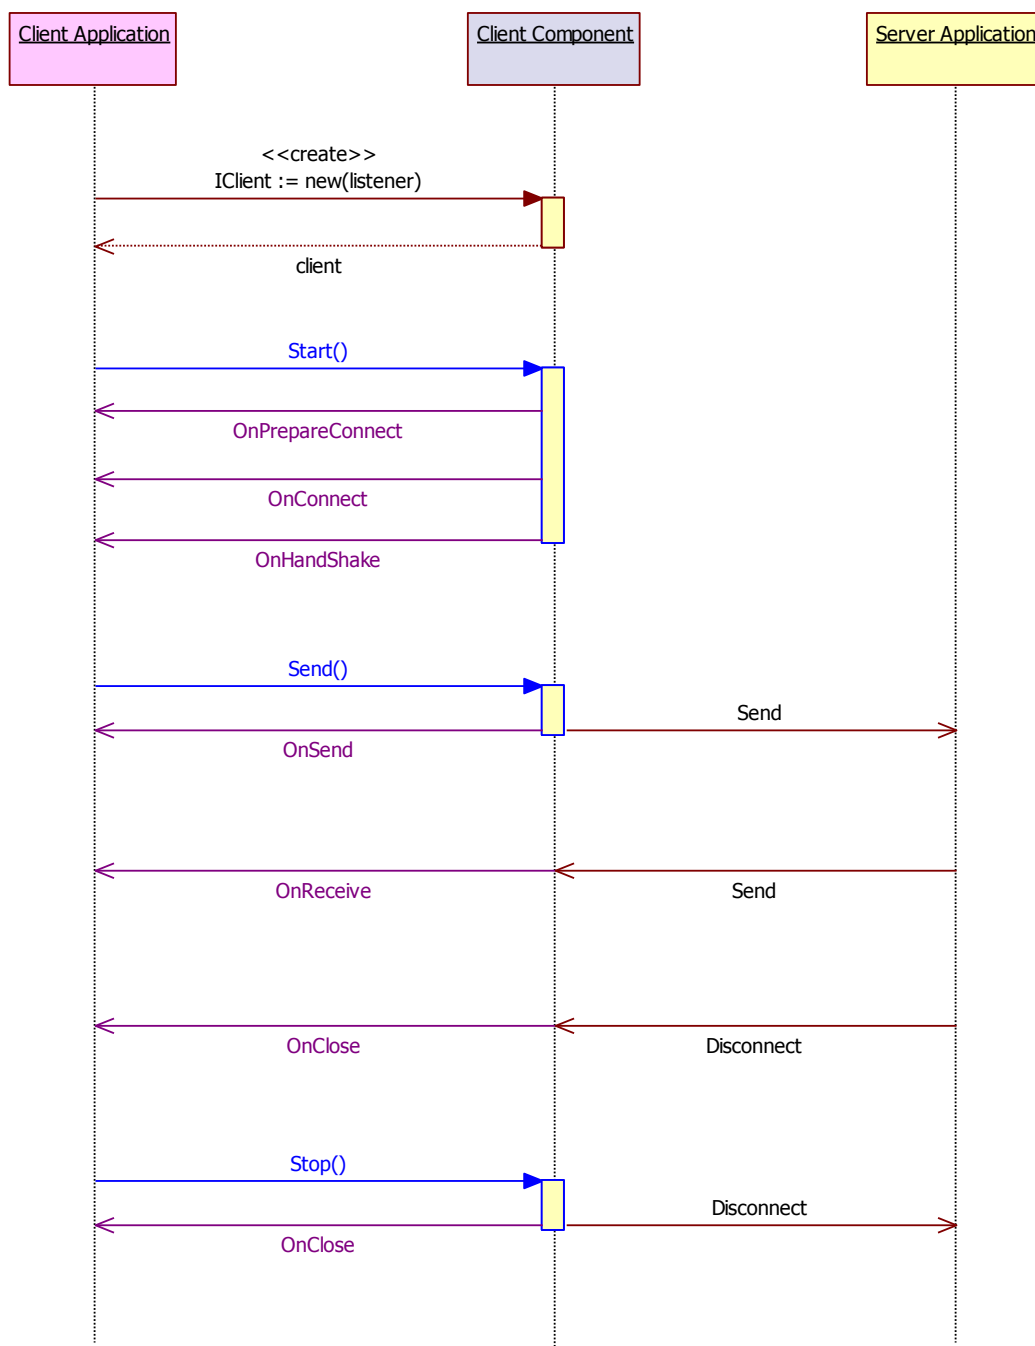 Client Application
Client Component
Server Application
<<create>>
IClient := new(listener)
client
Start()
OnPrepareConnect
OnConnect
OnHandShake
Send()
Send
OnSend
OnReceive
Send
OnClose
Disconnect
Stop()
Disconnect
OnClose